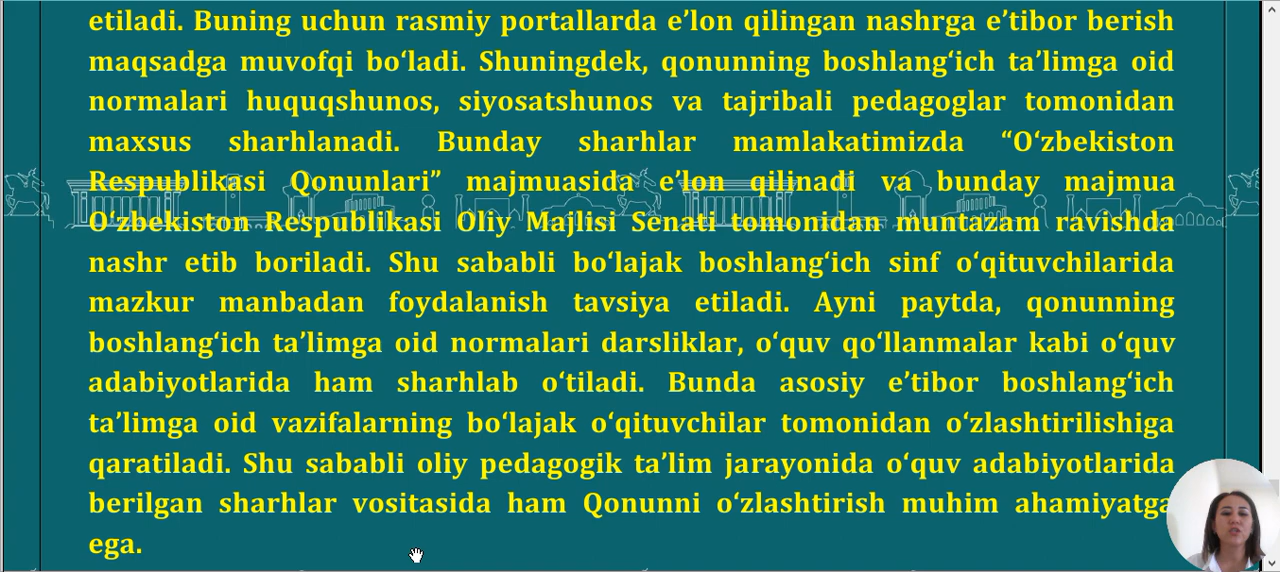 etiladi. Buning uchun rasmiy portallarda e’lon qilingan nashrga e’tibor berish
maqsadga muvofqi bo‘ladi. Shuningdek, qonunning boshlang‘ich ta’limga oid
normalari huquqshunos, siyosatshunos va tajribali pedagoglar tomonidan
maxsus sharhlanadi. Bunday sharhlar mamlakatimizda “O‘zbekiston
Respublikasi Qonunlari” majmuasida e’lon qilinadi va bunday majmua
O‘zbekiston Respublikasi Oliy Majlisi Senati tomonidan muntazam ravishda
nashr etib boriladi. Shu sababli bo‘lajak boshlang‘ich sinf o‘qituvchilarida
mazkur manbadan foydalanish tavsiya etiladi. Ayni paytda, qonunning
boshlang‘ich ta’limga oid normalari darsliklar, o‘quv qo‘llanmalar kabi o‘quv
adabiyotlarida ham sharhlab o‘tiladi. Bunda asosiy e’tibor boshlang‘ich
ta’limga oid vazifalarning bo‘lajak o‘qituvchilar tomonidan o‘zlashtirilishiga
qaratiladi. Shu sababli oliy pedagogik ta’lim jarayonida o‘quv adabiyotlarida
berilgan sharhlar vositasida ham Qonunni o‘zlashtirish muhim ahamiyatga
ega.